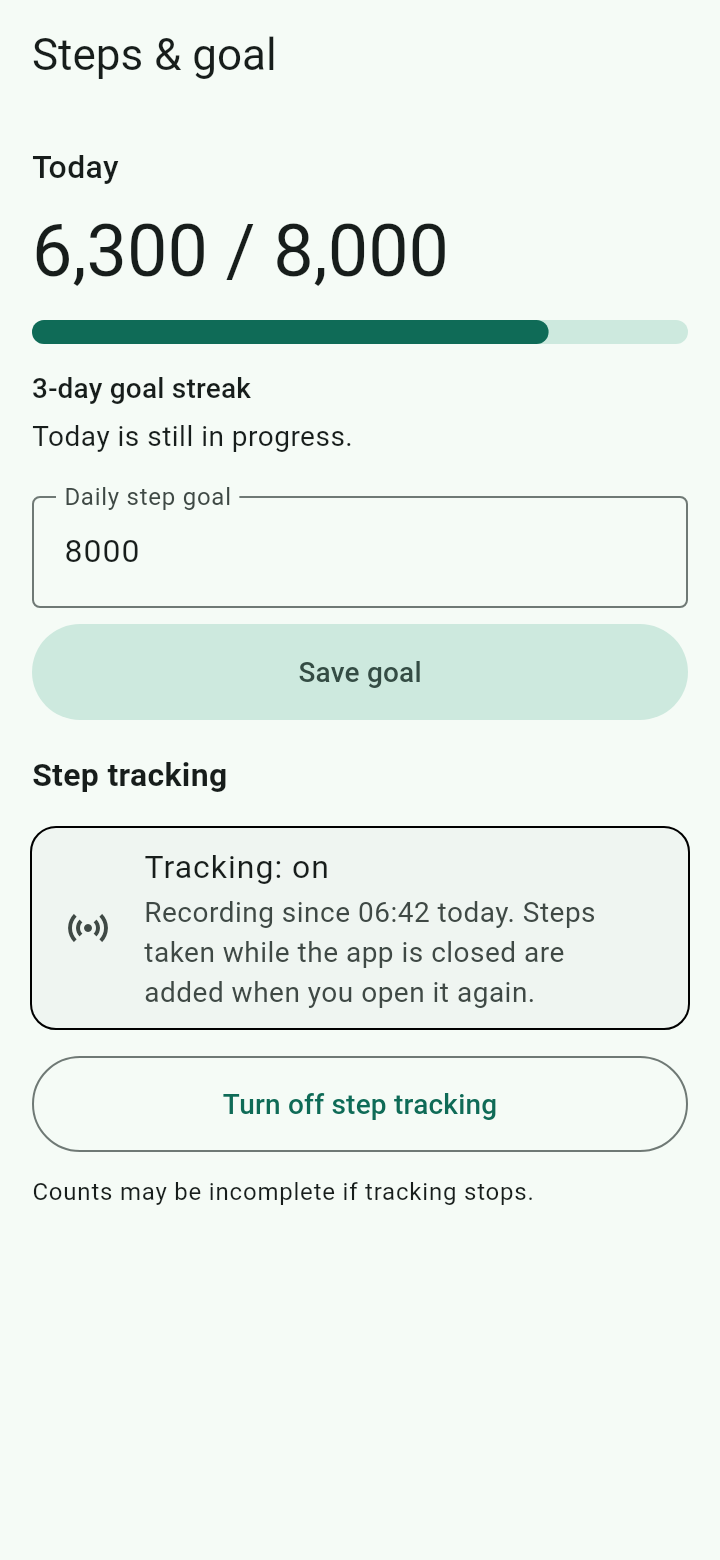 Steps & goal
Today
6,300 / 8,000
3-day goal streak
Today is still in progress.
Daily step goal
8000
Save goal
Step tracking
Tracking: on
Recording since 06:42 today. Steps
taken while the app is closed are
added when you open it again.
Turn off step tracking
Counts may be incomplete if tracking stops.